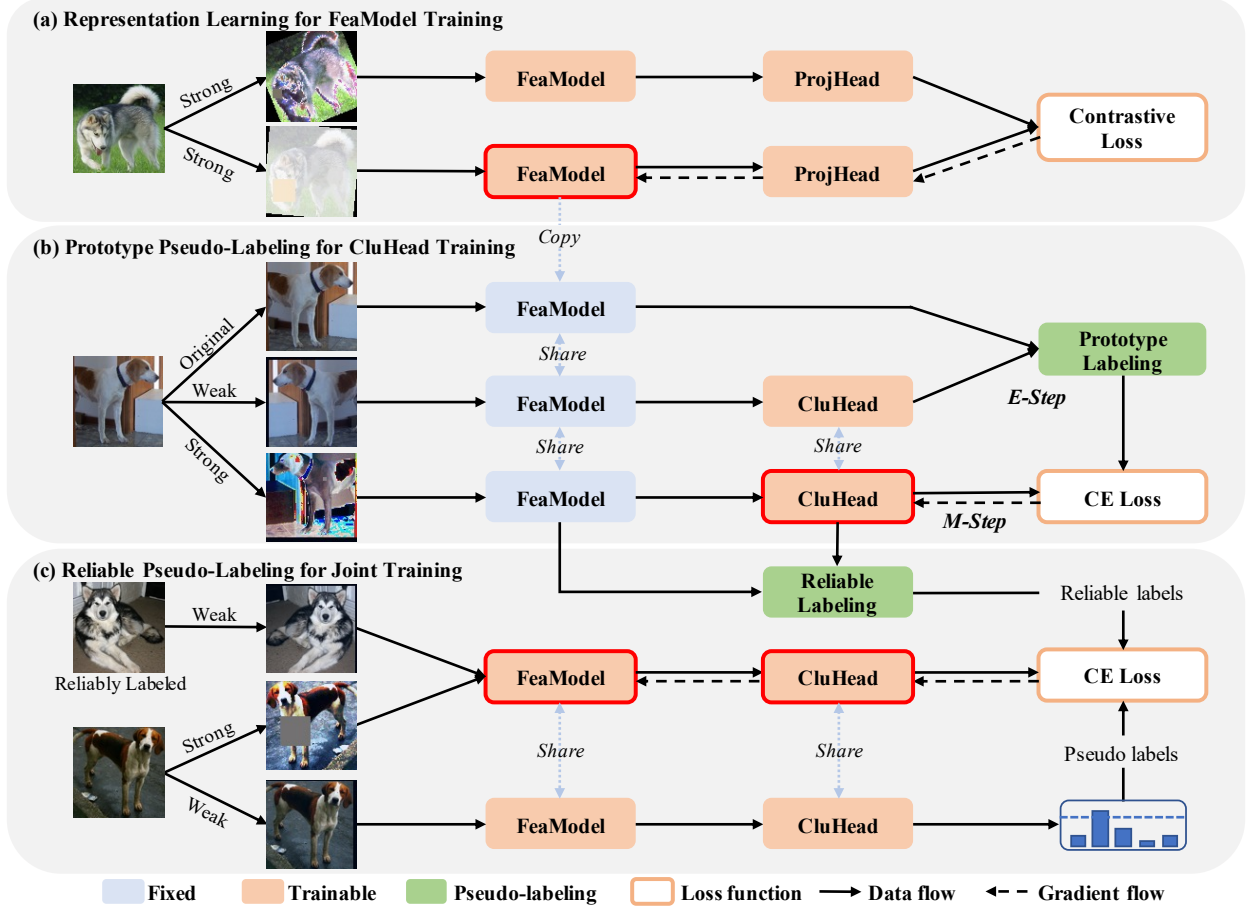 (a) Representation Learning for FeaModel Training
Strong
FeaModel
ProjHead
Contrastive
Loss
Strong
FeaModel
ProjHead
Copy
(b) Prototype Pseudo-Labeling for CluHead Training
Original
FeaModel
Share
Prototype
Labeling
Weak
FeaModel
CluHead
E-Step
Strong
Share
Share
FeaModel
CluHead
CE Loss
M-Step
(c) Reliable Pseudo-Labeling for Joint Training
Reliable
Labeling
Reliable labels
Weak
Reliably Labeled
FeaModel
CluHead
CE Loss
Strong
Share
Share
Pseudo labels
Weak
FeaModel
CluHead
Fixed
Trainable
Pseudo-labeling
Loss function
Data flow
Gradient flow